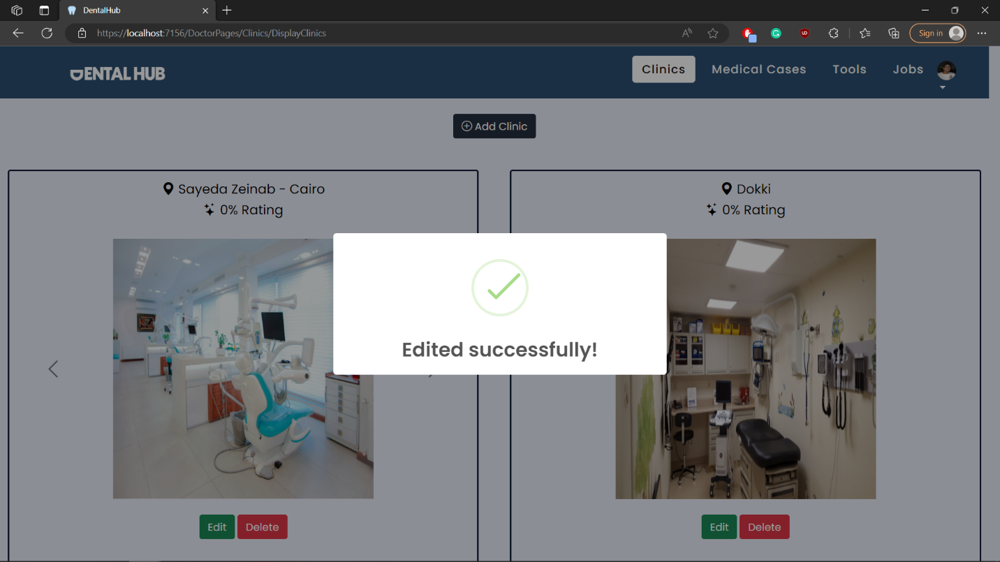 DentalHub
https://localhost:7156/DoctorPages/Clinics/DisplayClinics
Sign in
DENTAL HUB
Clinics
Medical Cases
Tools
Jobs
Add Clinic
Sayeda Zeinab - Cairo
0% Rating
Dokki
0% Rating
Edited successfully!
Edit
Delete
Edit
Delete